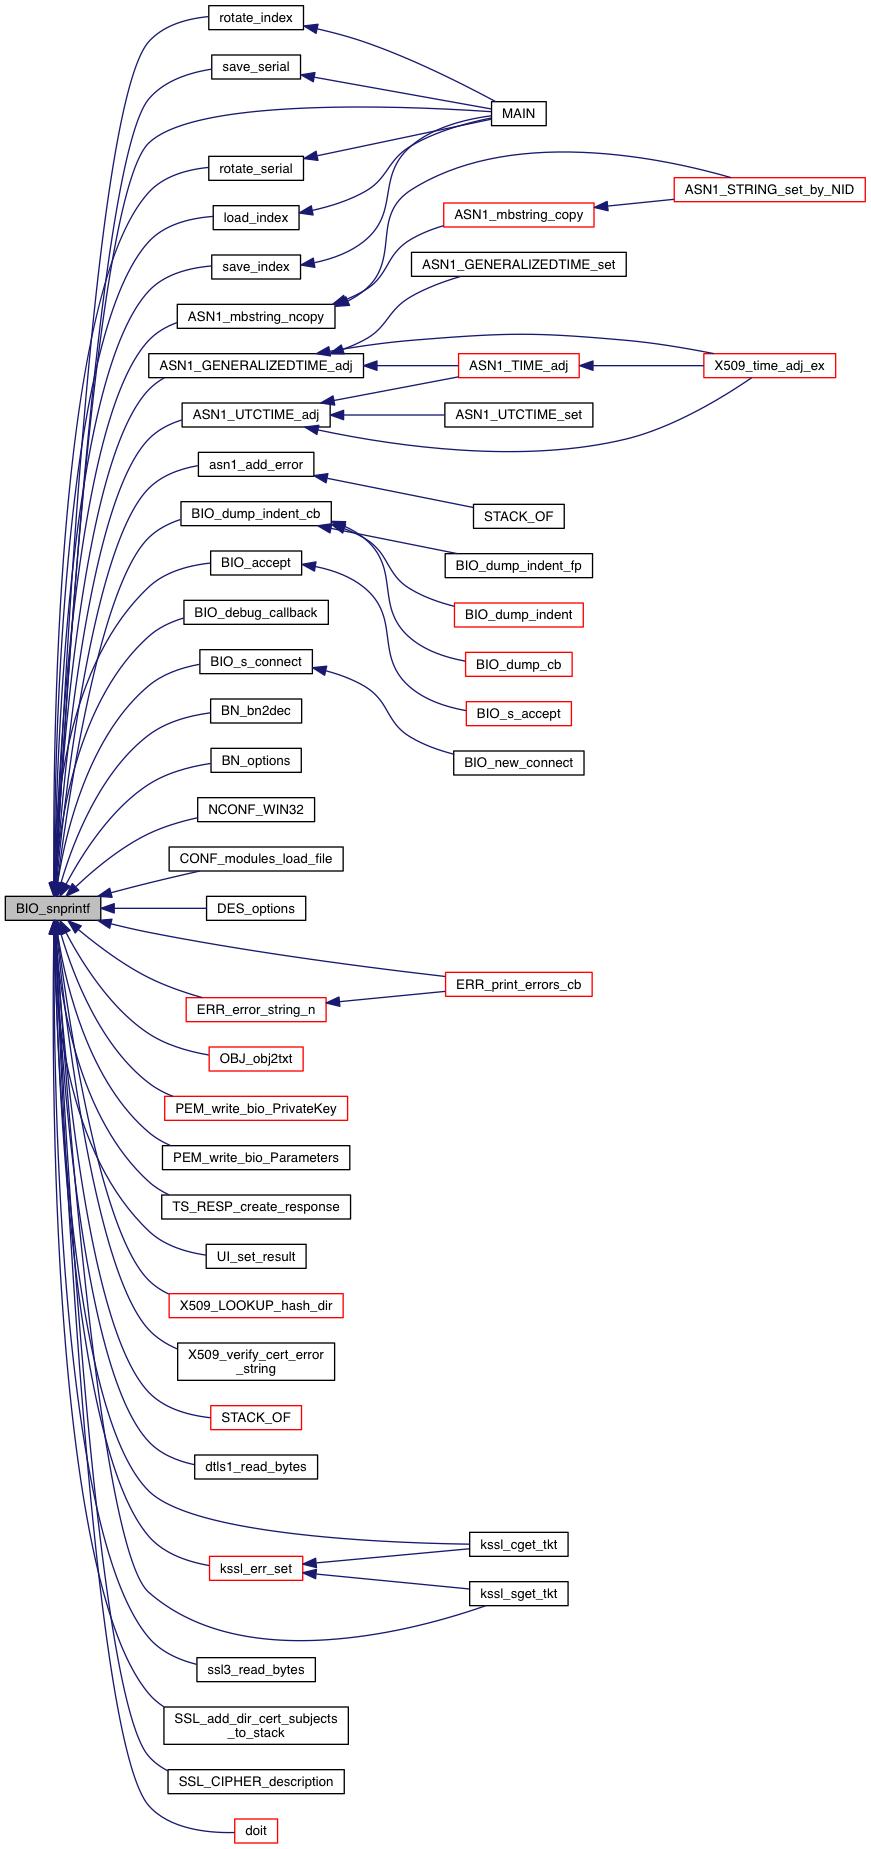 rotate_index
save_serial
MAIN
rotate_serial
ASN1_STRING_set_by_NID
load_index
ASN1_mbstring_copy
save_index
ASN1_GENERALIZEDTIME_set
ASN1_mbstring_ncopy
ASN1_GENERALIZEDTIME_adj
ASN1_TIME_adj
X509_time_adj_ex
ASN1_UTCTIME_adj
ASN1_UTCTIME_set
asn1_add_error
STACK_OF
BIO_dump_indent_cb
BIO_dump_indent_fp
BIO_accept
BIO_debug_callback
BIO_dump_indent
BIO_s_connect
BIO_dump_cb
BN_bn2dec
BIO_s_accept
BN_options
BIO_new_connect
NCONF_WIN32
CONF_modules_load_file
BIO_snprintf
DES_options
ERR_print_errors_cb
ERR_error_string_n
OBJ_obj2txt
PEM_write_bio_PrivateKey
PEM_write_bio_Parameters
TS_RESP_create_response
UI_set_result
X509_LOOKUP_hash_dir
X509_verify_cert_error
_string
STACK_OF
dtls1_read_bytes
kssl_cget_tkt
kssl_err_set
kssl_sget_tkt
ssl3_read_bytes
SSL_add_dir_cert_subjects
_to_stack
SSL_CIPHER_description
doit